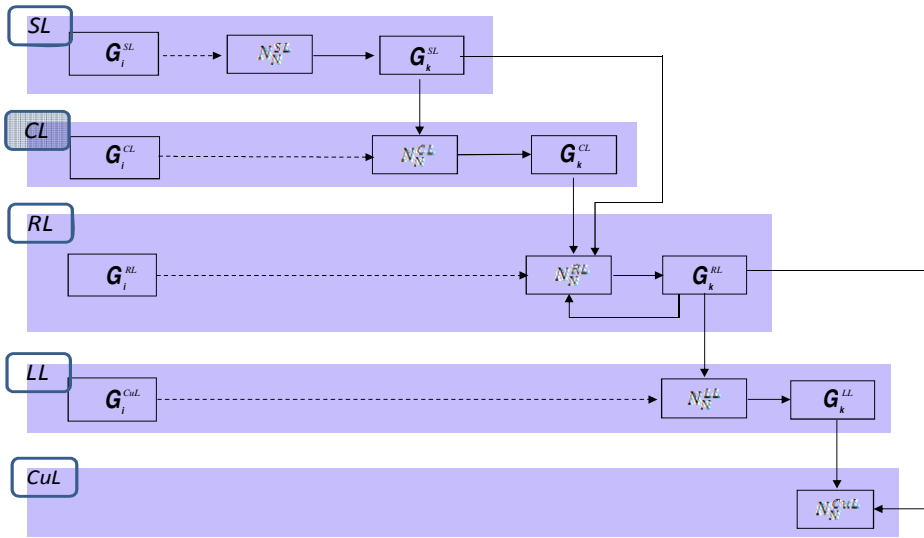 SL
G_i^{SL} N_N^{SL} G_k^{SL}
CL
G_i^{CL} N_N^{CL} G_k^{CL}
RL
G_i^{RL} N_N^{RL} G_k^{RL}
LL
G_i^{CuL} N_N^{LL} G_k^{LL}
CuL
N_N^{CuL}